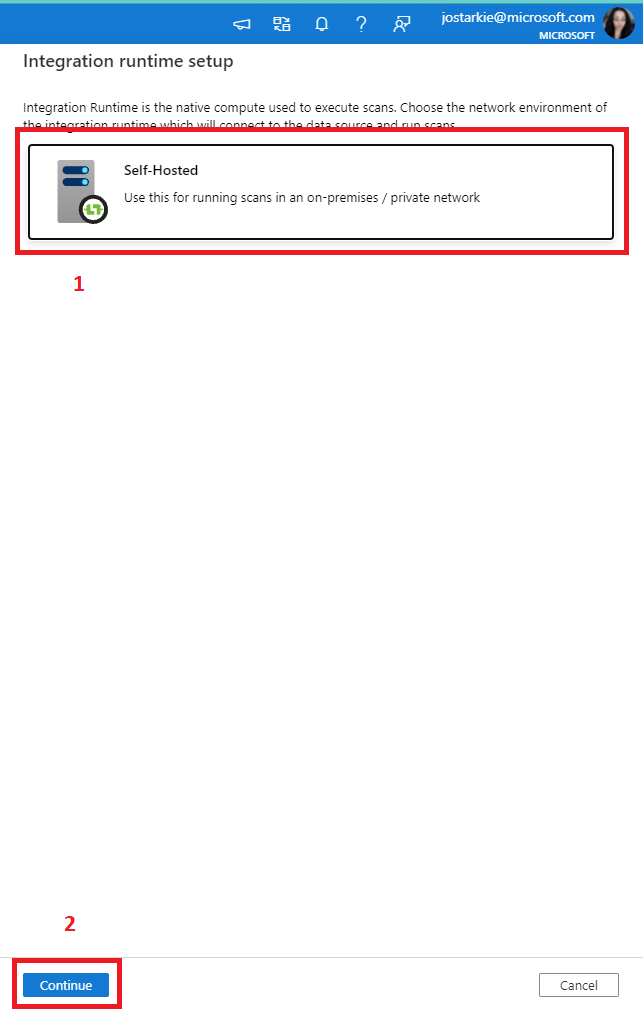 jostarkie@microsoft.com
MICROSOFT
Integration runtime setup
Integration Runtime is the native compute used to execute scans. Choose the network environment of
the integration runtime which will connect to the data source and run scans.
Self-Hosted
Use this for running scans in an on-premises / private network
1
2
Continue
Cancel